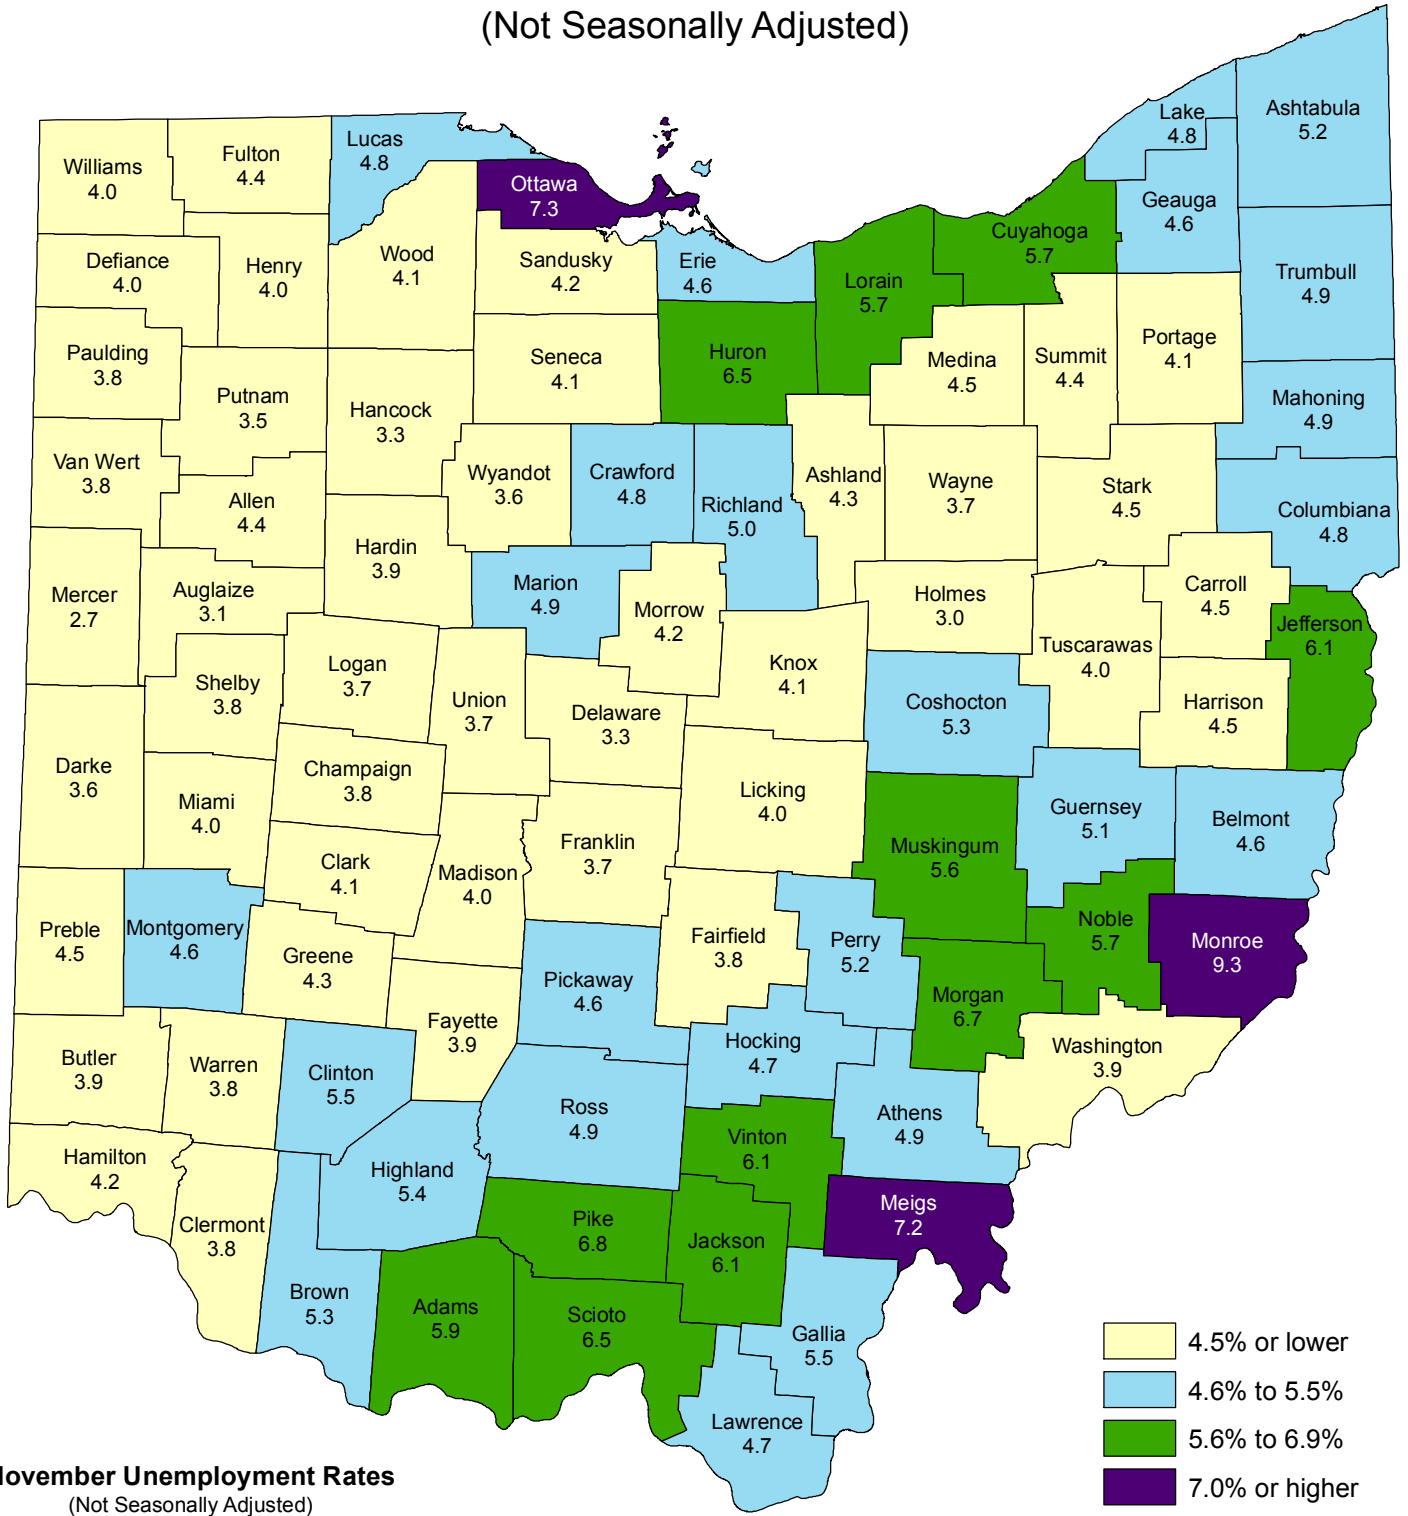 (Not Seasonally Adjusted)
Williams
4.0
Fulton
4.4
Lucas
4.8
Ottawa
7.3
Lake
4.8
Ashtabula
5.2
Geauga
4.6
Cuyahoga
5.7
Defiance
4.0
Henry
4.0
Wood
4.1
Sandusky
4.2
Erie
4.6
Lorain
5.7
Trumbull
4.9
Paulding
3.8
Putnam
3.5
Hancock
3.3
Seneca
4.1
Huron
6.5
Medina
4.5
Summit
4.4
Portage
4.1
Mahoning
4.9
Van Wert
3.8
Allen
4.4
Wyandot
3.6
Crawford
4.8
Richland
5.0
Ashland
4.3
Wayne
3.7
Stark
4.5
Columbiana
4.8
Mercer
2.7
Auglaize
3.1
Hardin
3.9
Marion
4.9
Morrow
4.2
Holmes
3.0
Carroll
4.5
Jefferson
6.1
Tuscarawas
4.0
Shelby
3.8
Logan
3.7
Union
3.7
Delaware
3.3
Knox
4.1
Coshocton
5.3
Harrison
4.5
Darke
3.6
Miami
4.0
Champaign
3.8
Licking
4.0
Guernsey
5.1
Belmont
4.6
Clark
4.1
Madison
4.0
Franklin
3.7
Muskingum
5.6
Preble
4.5
Montgomery
4.6
Greene
4.3
Pickaway
4.6
Fairfield
3.8
Perry
5.2
Noble
5.7
Monroe
9.3
Morgan
6.7
Fayette
3.9
Hocking
4.7
Washington
3.9
Butler
3.9
Warren
3.8
Clinton
5.5
Ross
4.9
Athens
4.9
Vinton
6.1
Hamilton
4.2
Highland
5.4
Clermont
3.8
Pike
6.8
Jackson
6.1
Meigs
7.2
Brown
5.3
Adams
5.9
Scioto
6.5
Gallia
5.5
Lawrence
4.7
4.5% or lower
4.6% to 5.5%
5.6% to 6.9%
7.0% or higher
November Unemployment Rates
(Not Seasonally Adjusted)